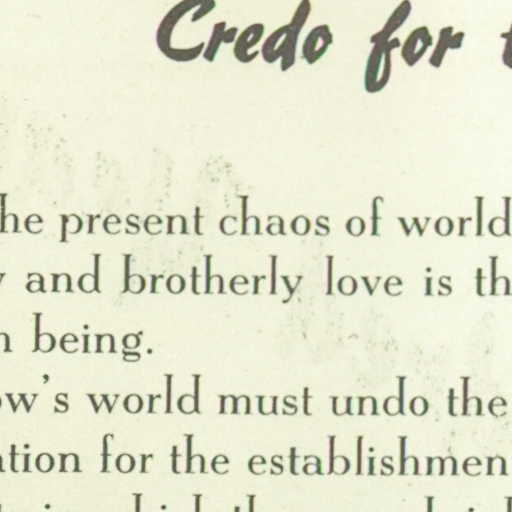 Credo for
he present chaos of world
and brotherly love is th
being.
ow's world must undo the
ation for the establishmen